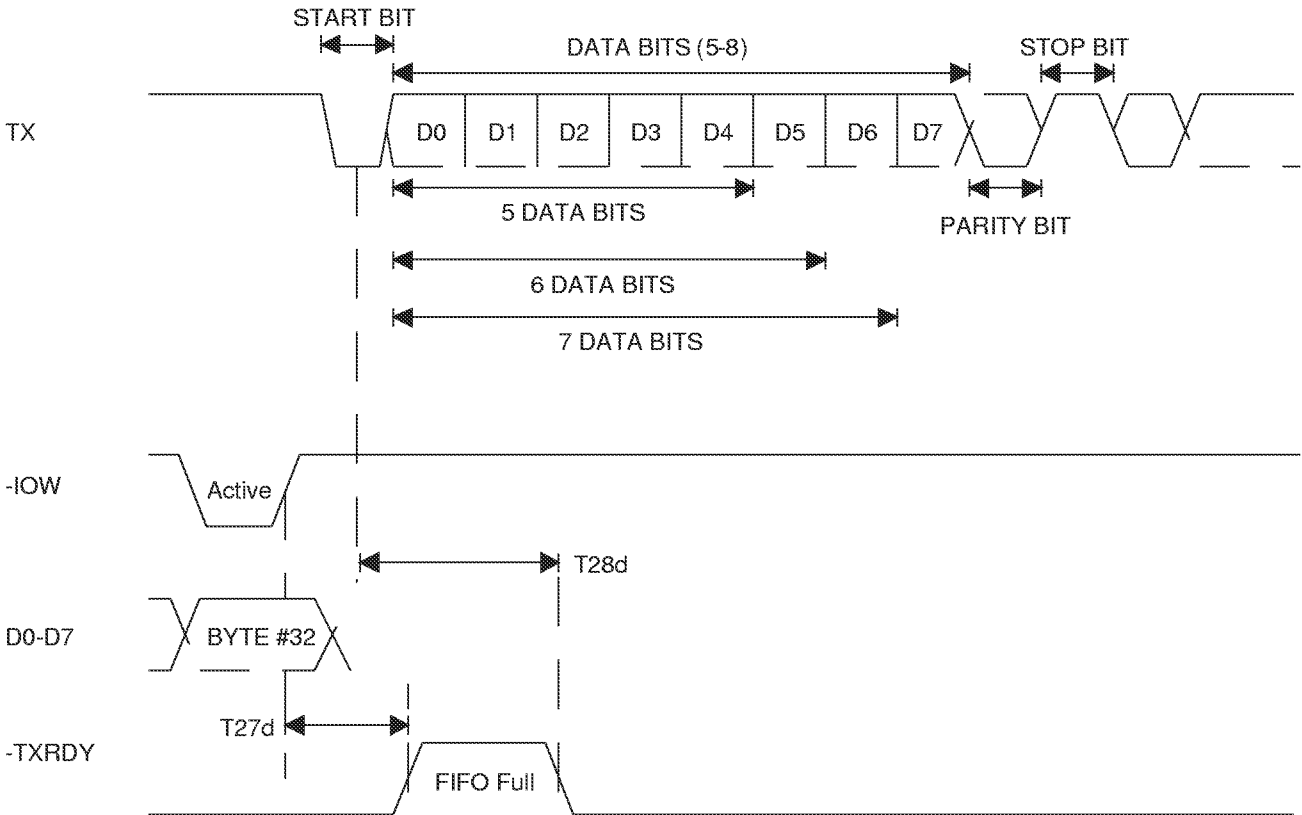 START BIT
DATA BITS (5-8)
STOP BIT
TX
D0 D1 D2 D3 D4 D5 D6 D7
5 DATA BITS
PARITY BIT
6 DATA BITS
7 DATA BITS
-IOW
Active
T28d
D0-D7
BYTE #32
T27d
-TXRDY
FIFO Full